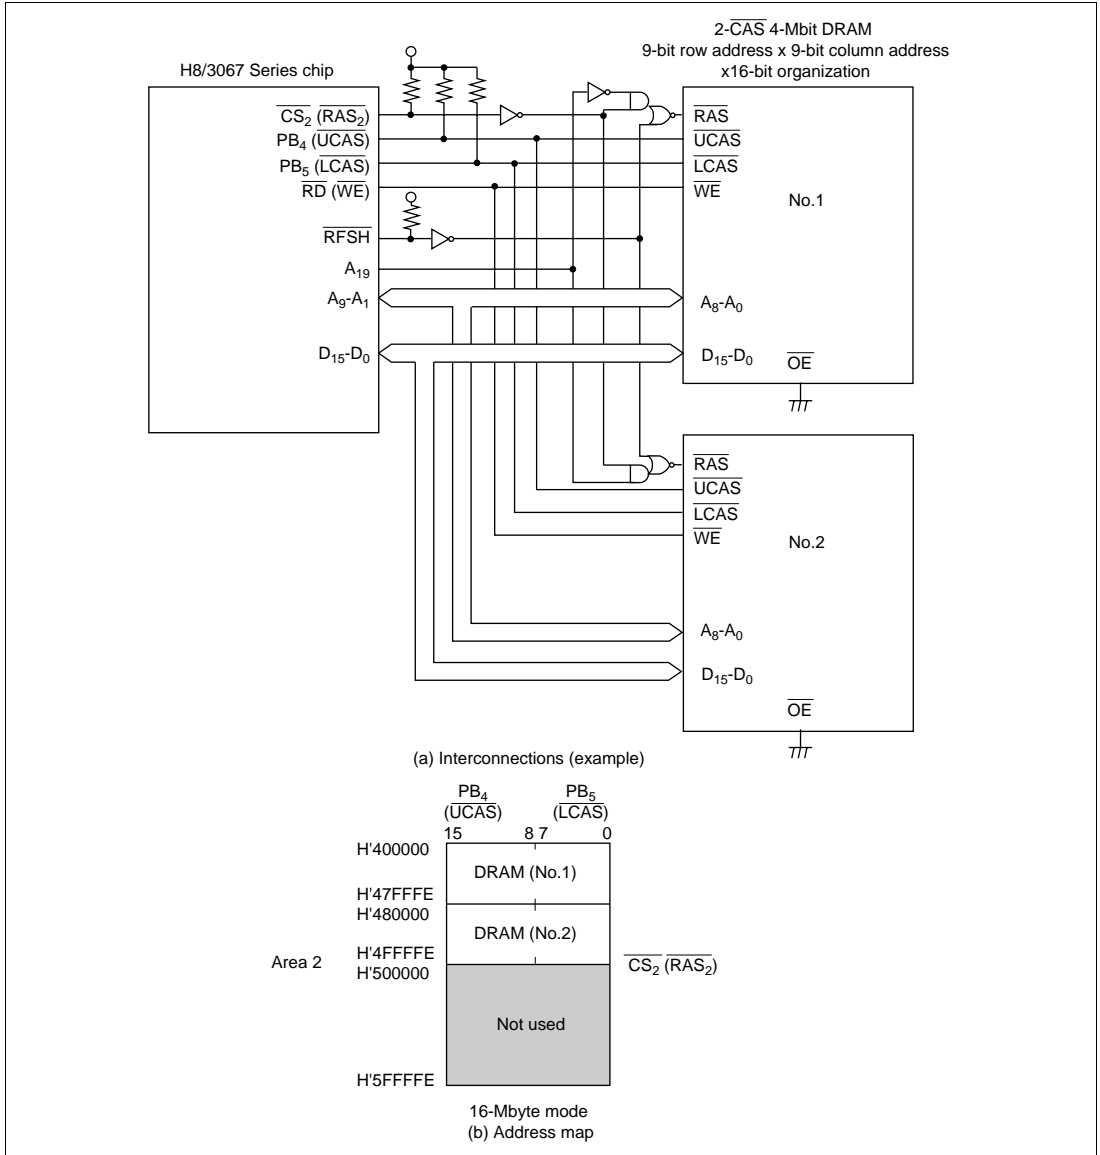 2-CAS 4-Mbit DRAM
9-bit row address x 9-bit column address
x16-bit organization
H8/3067 Series chip
CS2 (RAS2)
PB4 (UCAS)
PB5 (LCAS)
RD (WE)
RFSH
A19
A9-A1
D15-D0
RAS
UCAS
LCAS
WE
No.1
A8-A0
D15-D0
OE
RAS
UCAS
LCAS
WE
No.2
A8-A0
D15-D0
OE
(a) Interconnections (example)
PB4 PB5
(UCAS) (LCAS)
15 8 7 0
H'400000
DRAM (No.1)
H'47FFFE
H'480000
DRAM (No.2)
H'4FFFFE
Area 2
CS2 (RAS2)
H'500000
Not used
H'5FFFFE
16-Mbyte mode
(b) Address map